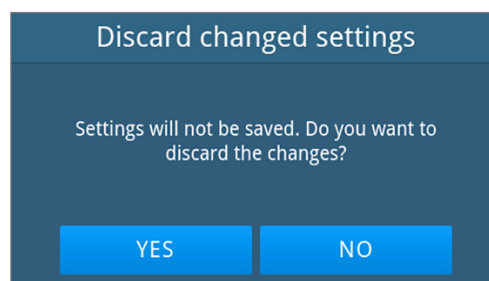 Discard changed settings
Settings will not be saved. Do you want to
discard the changes?
YES
NO